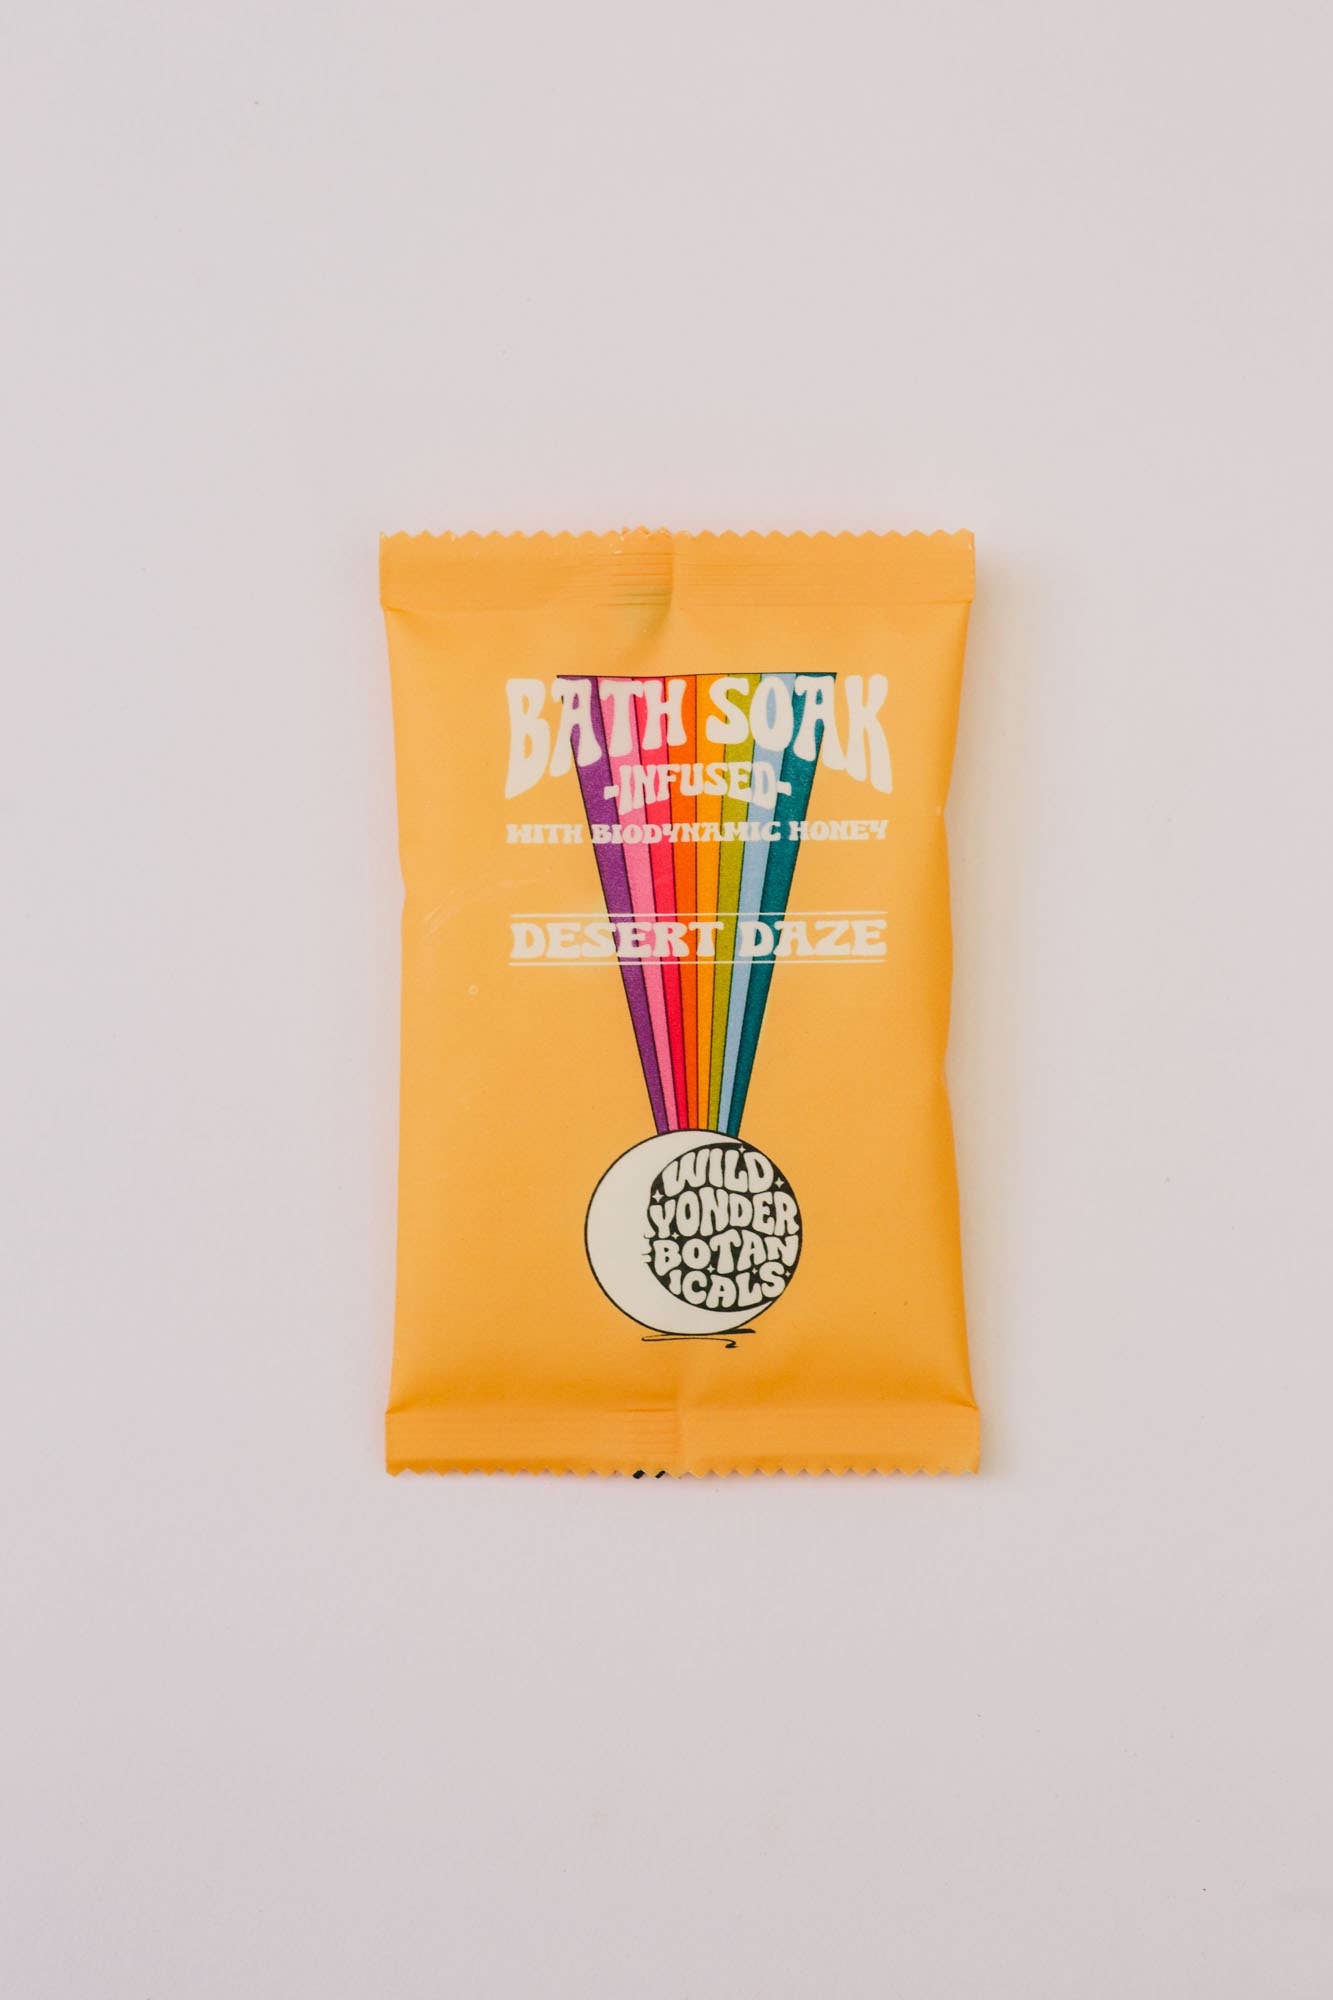 BATH SOAK
-INFUSED-
WITH BIODYNAMIC HONEY
DESERT DAZE
WILD
YONDER
BOTAN
ICALS